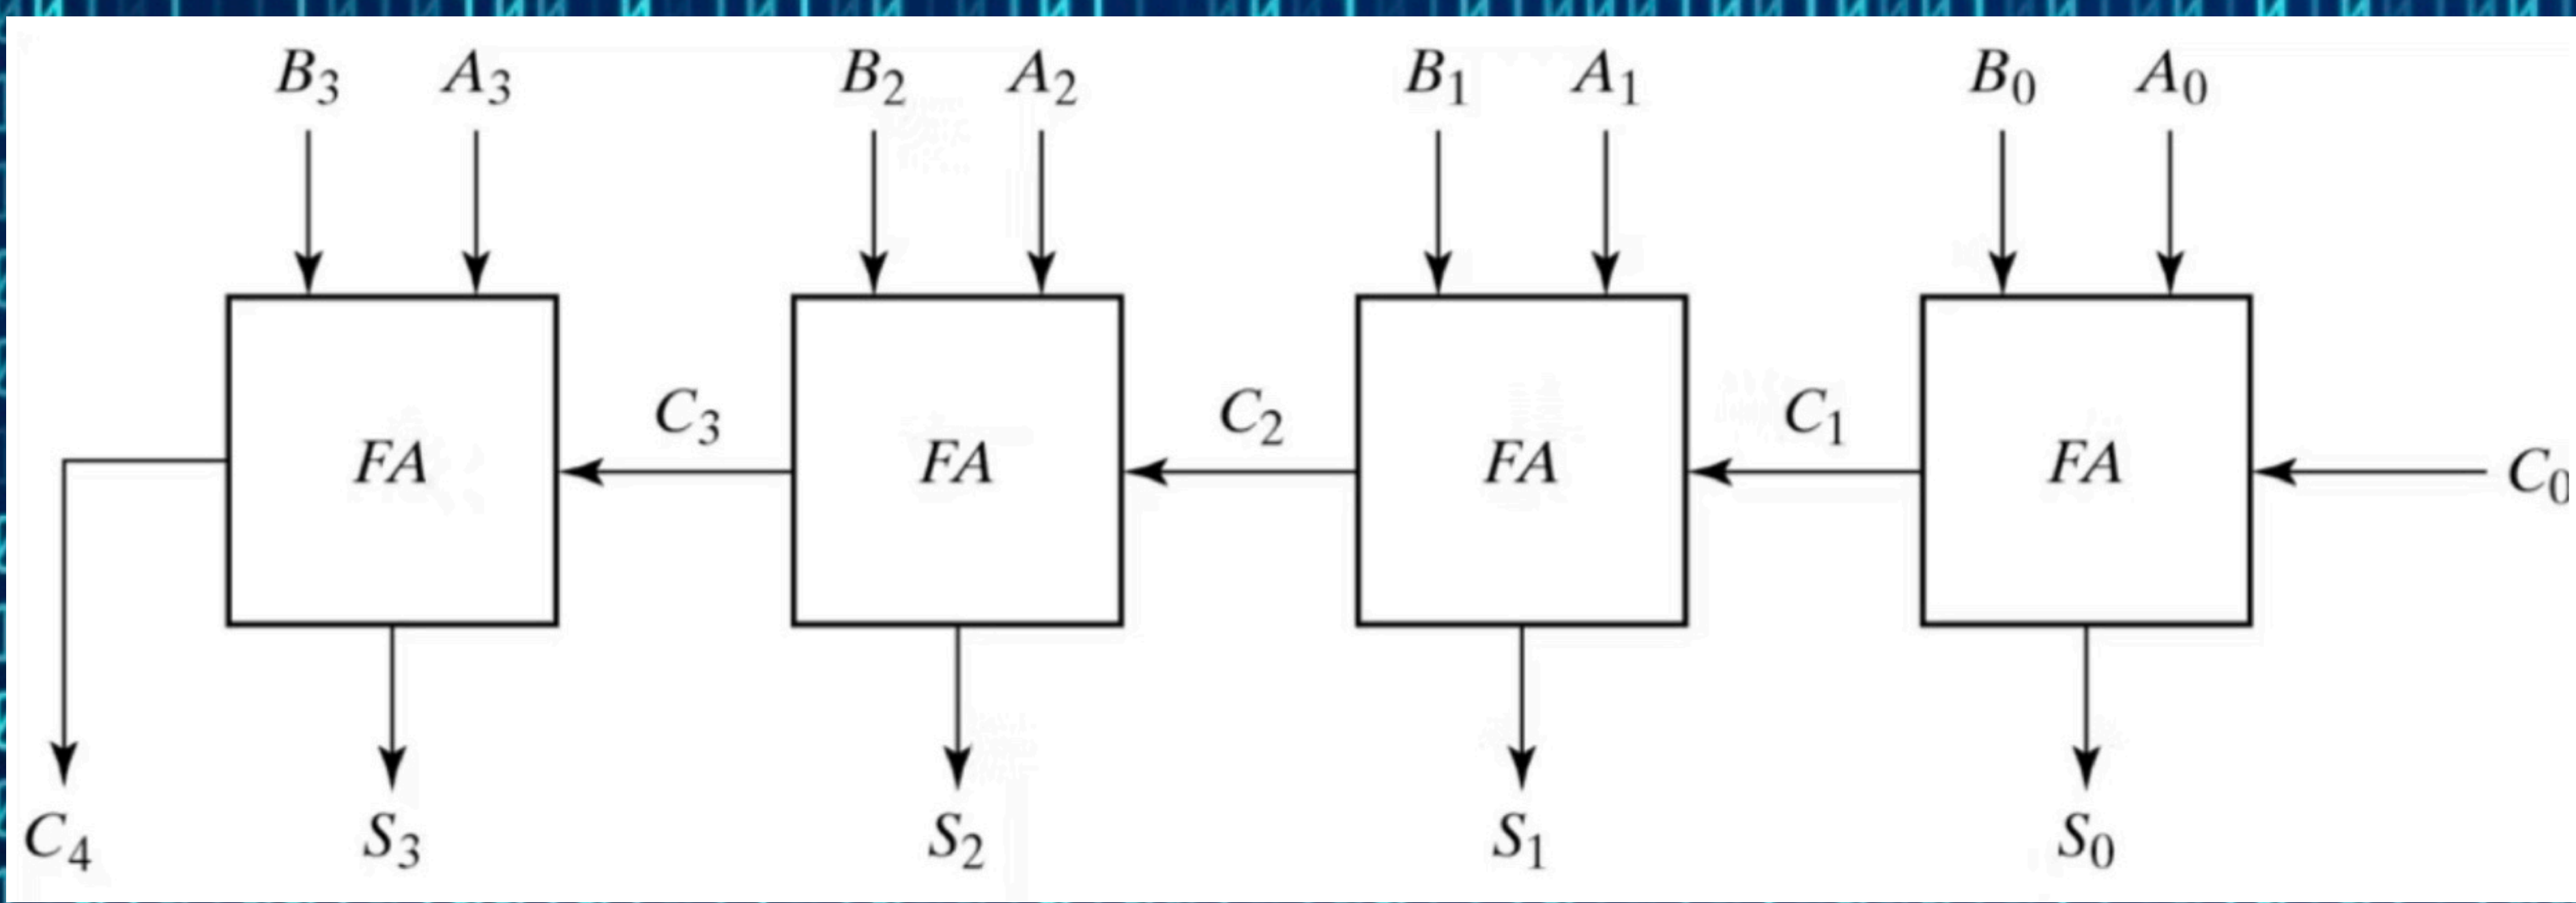 B₃ A₃ B₂ A₂ B₁ A₁ B₀ A₀
C₃ C₂ C₁
FA FA FA FA C₀
C₄ S₃ S₂ S₁ S₀